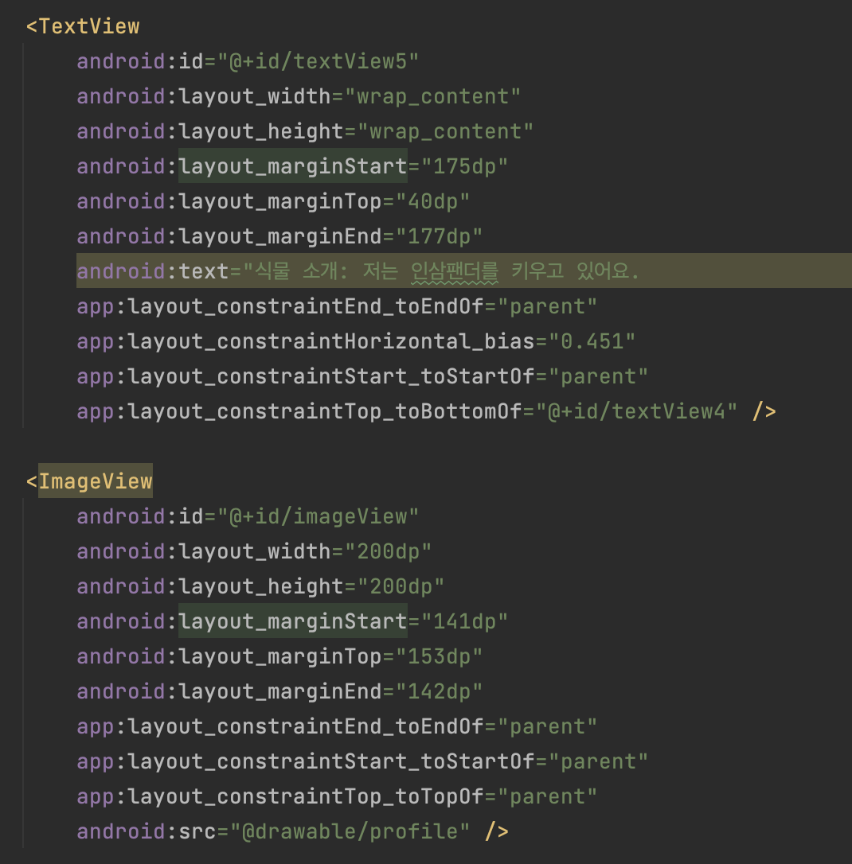 <TextView
android:id="@+id/textView5"
android:layout_width="wrap_content"
android:layout_height="wrap_content"
android:layout_marginStart="175dp"
android:layout_marginTop="40dp"
android:layout_marginEnd="177dp"
android:text="식물 소개: 저는 인삼팬더를 키우고 있어요.
app:layout_constraintEnd_toEndOf="parent"
app:layout_constraintHorizontal_bias="0.451"
app:layout_constraintStart_toStartOf="parent"
app:layout_constraintTop_toBottomOf="@+id/textView4" />
<ImageView
android:id="@+id/imageView"
android:layout_width="200dp"
android:layout_height="200dp"
android:layout_marginStart="141dp"
android:layout_marginTop="153dp"
android:layout_marginEnd="142dp"
app:layout_constraintEnd_toEndOf="parent"
app:layout_constraintStart_toStartOf="parent"
app:layout_constraintTop_toTopOf="parent"
android:src="@drawable/profile" />